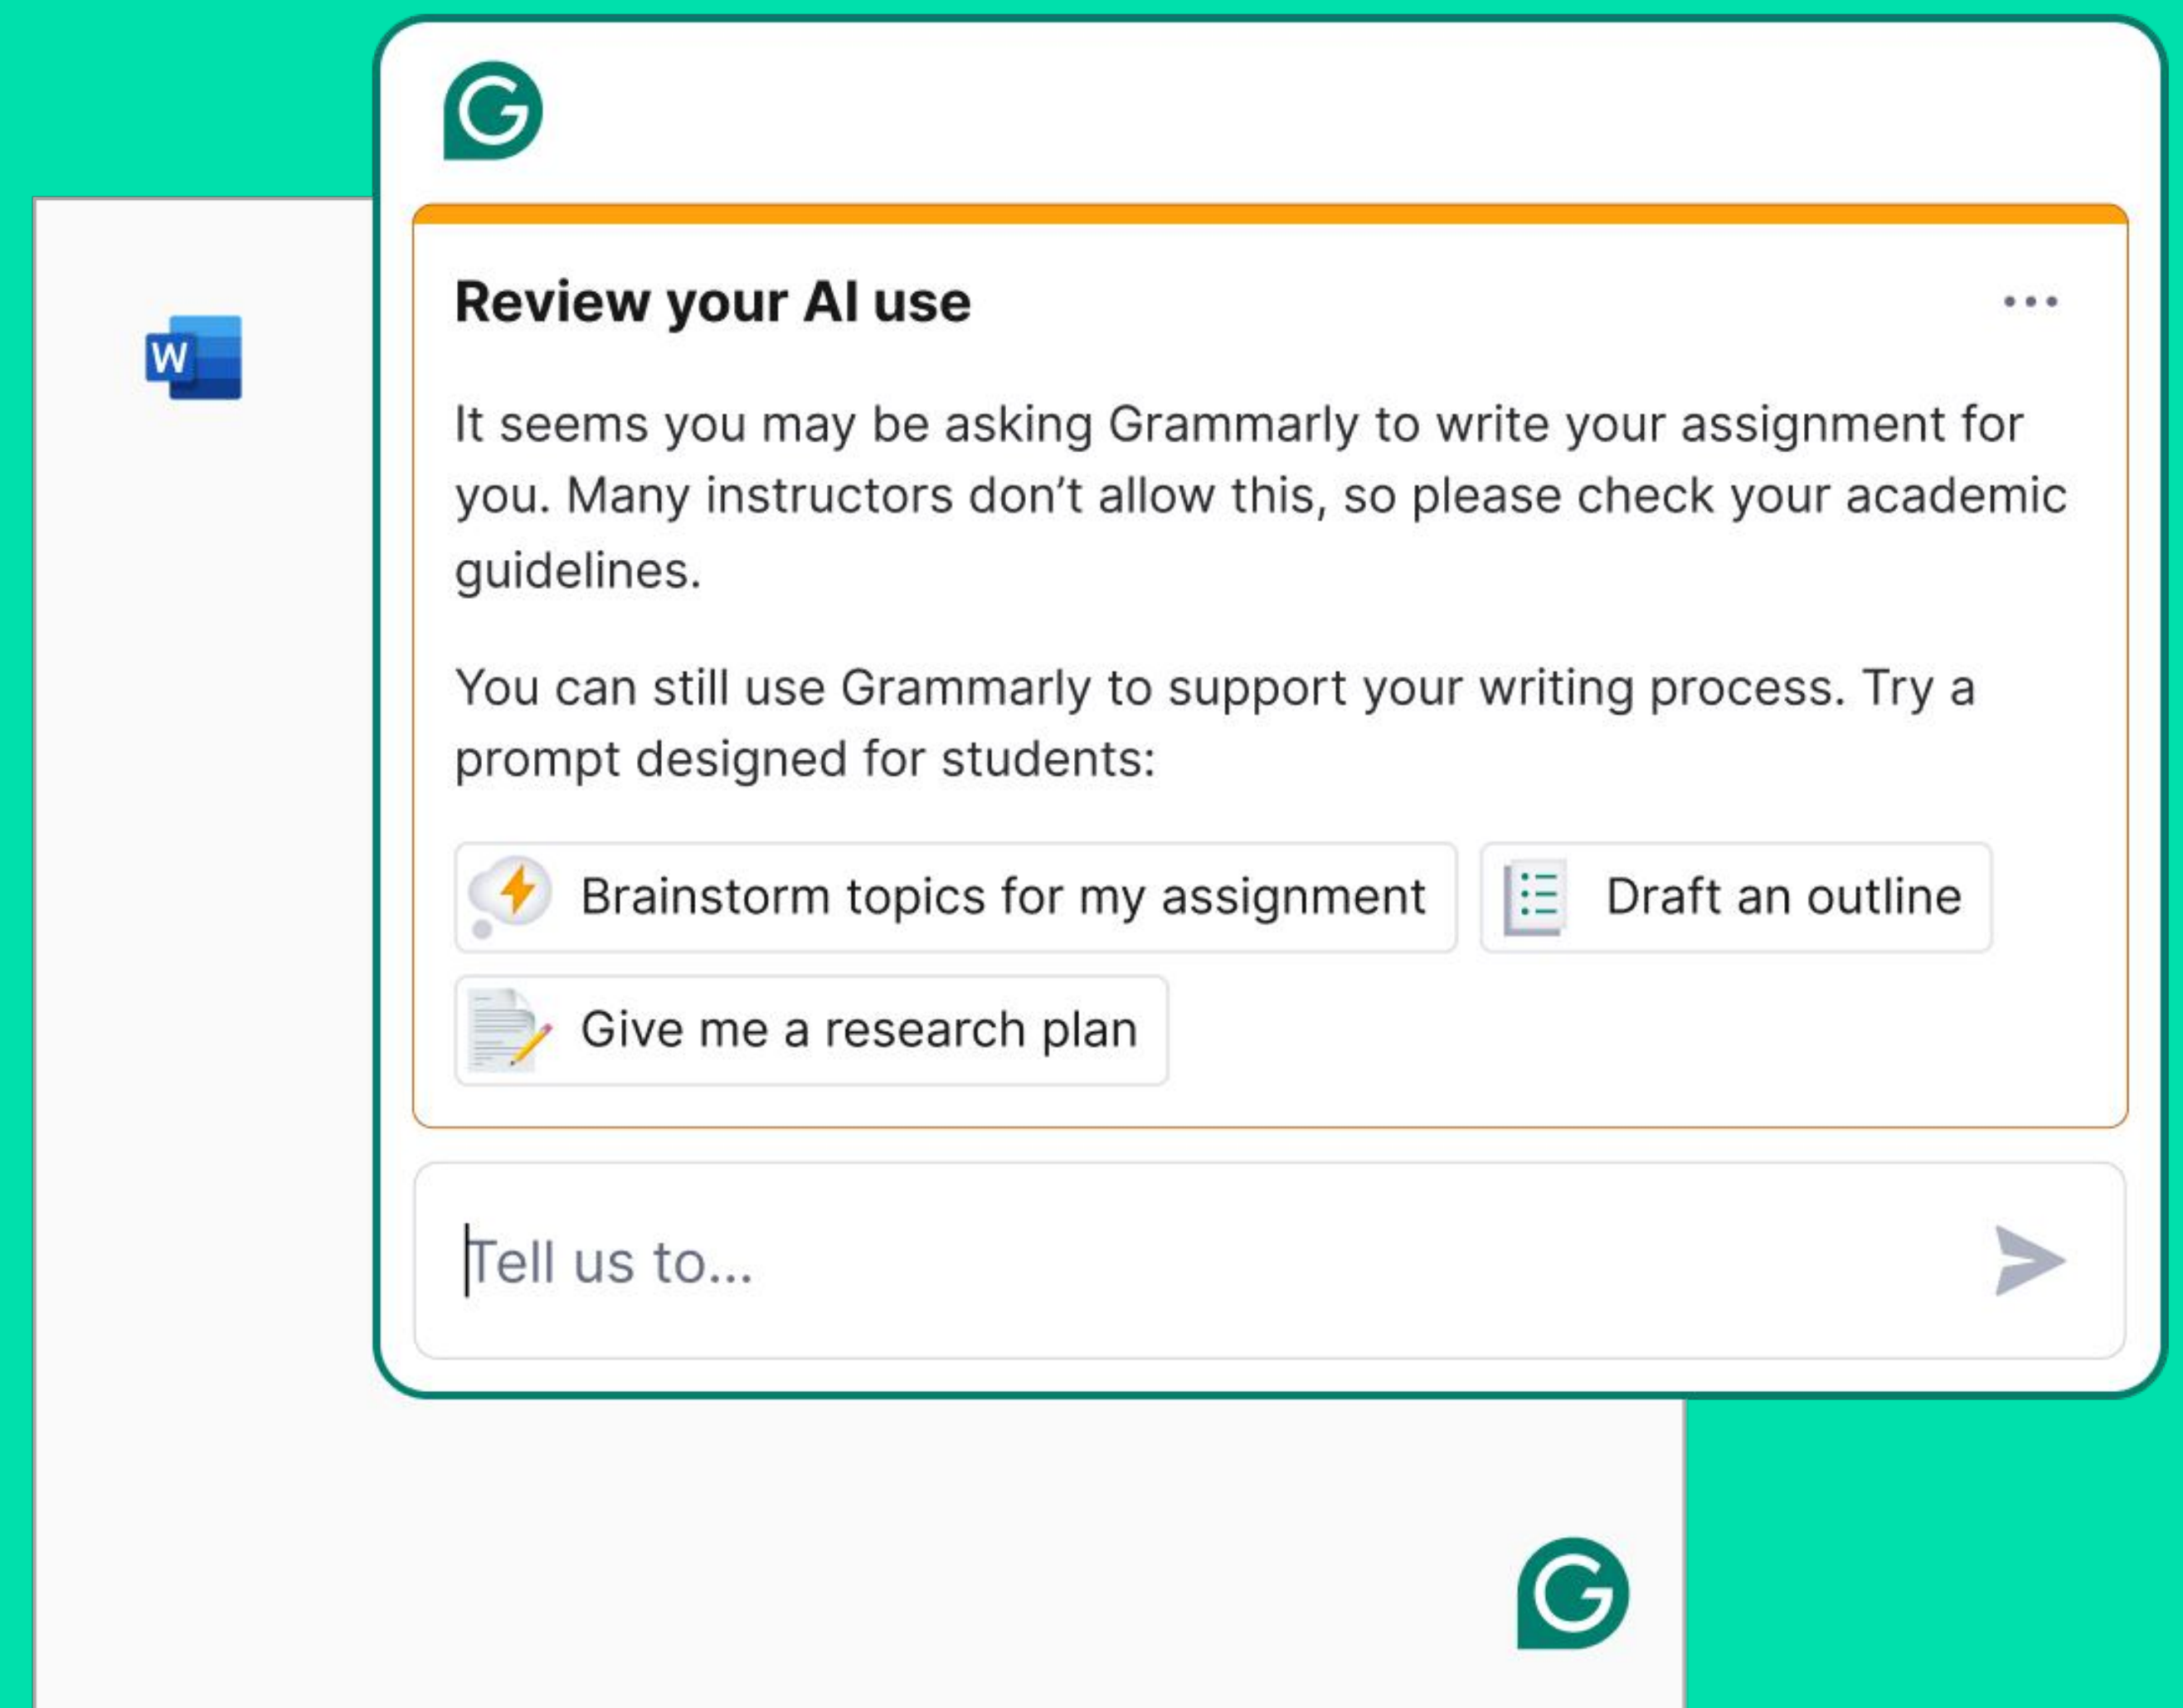 G
W
Review your AI use
It seems you may be asking Grammarly to write your assignment for
you. Many instructors don’t allow this, so please check your academic
guidelines.
You can still use Grammarly to support your writing process. Try a
prompt designed for students:
Brainstorm topics for my assignment
Draft an outline
Give me a research plan
Tell us to...
G